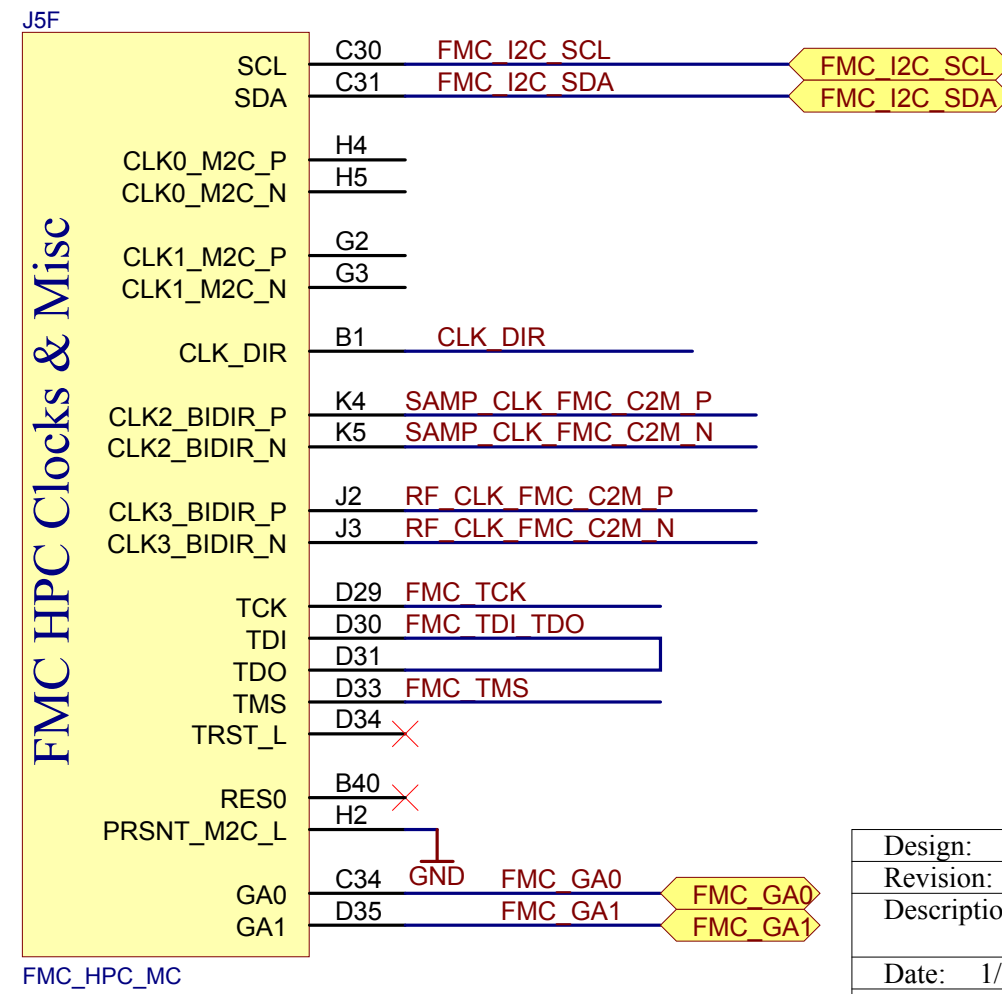 J5F
SCL C30 FMC_I2C_SCL FMC_I2C_SCL
SDA C31 FMC_I2C_SDA FMC_I2C_SDA
CLK0_M2C_P H4
CLK0_M2C_N H5
CLK1_M2C_P G2
CLK1_M2C_N G3
CLK_DIR B1 CLK_DIR
CLK2_BIDIR_P K4 SAMP_CLK_FMC_C2M_P
CLK2_BIDIR_N K5 SAMP_CLK_FMC_C2M_N
CLK3_BIDIR_P J2 RF_CLK_FMC_C2M_P
CLK3_BIDIR_N J3 RF_CLK_FMC_C2M_N
TCK D29 FMC_TCK
TDI D30 FMC_TDI_TDO
TDO D31
TMS D33 FMC_TMS
TRST_L D34
RES0 B40
PRSNT_M2C_L H2
GND
GA0 C34 FMC_GA0 FMC_GA0
GA1 D35 FMC_GA1 FMC_GA1
FMC HPC Clocks & Misc
FMC_HPC_MC
Design:
Revision:
Descriptio
Date: 1/